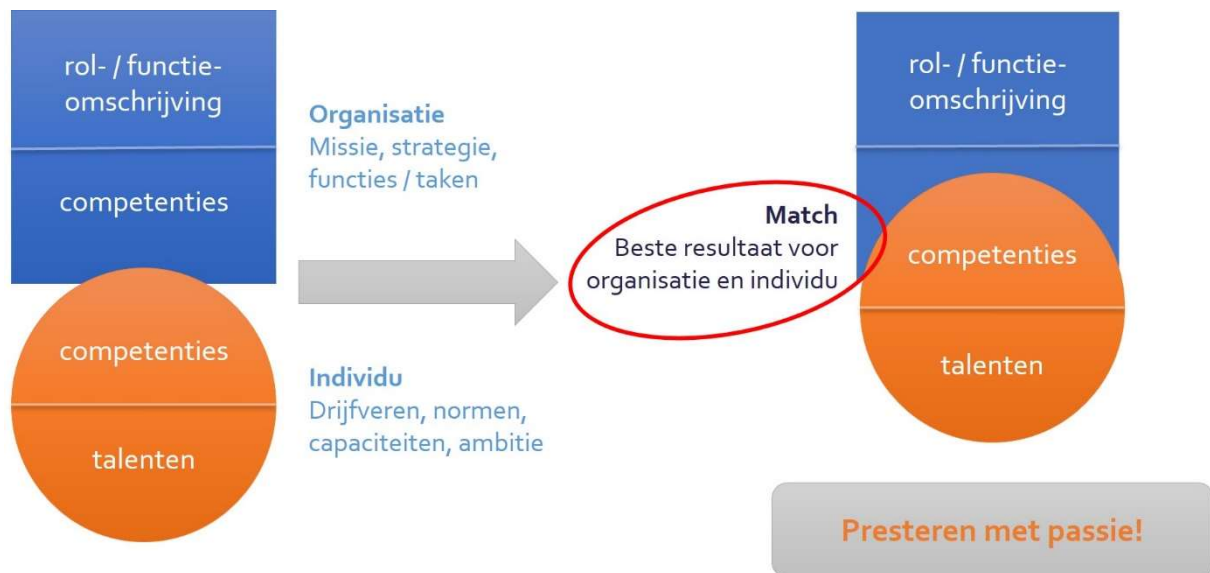 rol- / functie-
omschrijving
competenties
competenties
talenten
Organisatie
Missie, strategie,
functies / taken
Individu
Drijfveren, normen,
capaciteiten, ambitie
Match
Beste resultaat voor
organisatie en individu
rol- / functie-
omschrijving
competenties
talenten
Presteren met passie!